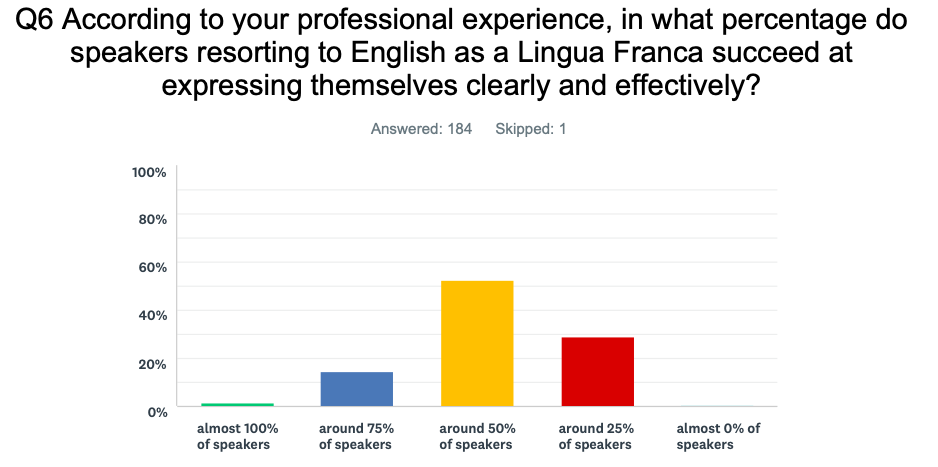 Q6 According to your professional experience, in what percentage do
speakers resorting to English as a Lingua Franca succeed at
expressing themselves clearly and effectively?
Answered: 184 Skipped: 1
100%
80%
60%
40%
20%
0%
almost 100%
of speakers
around 75%
of speakers
around 50%
of speakers
around 25%
of speakers
almost 0% of
speakers